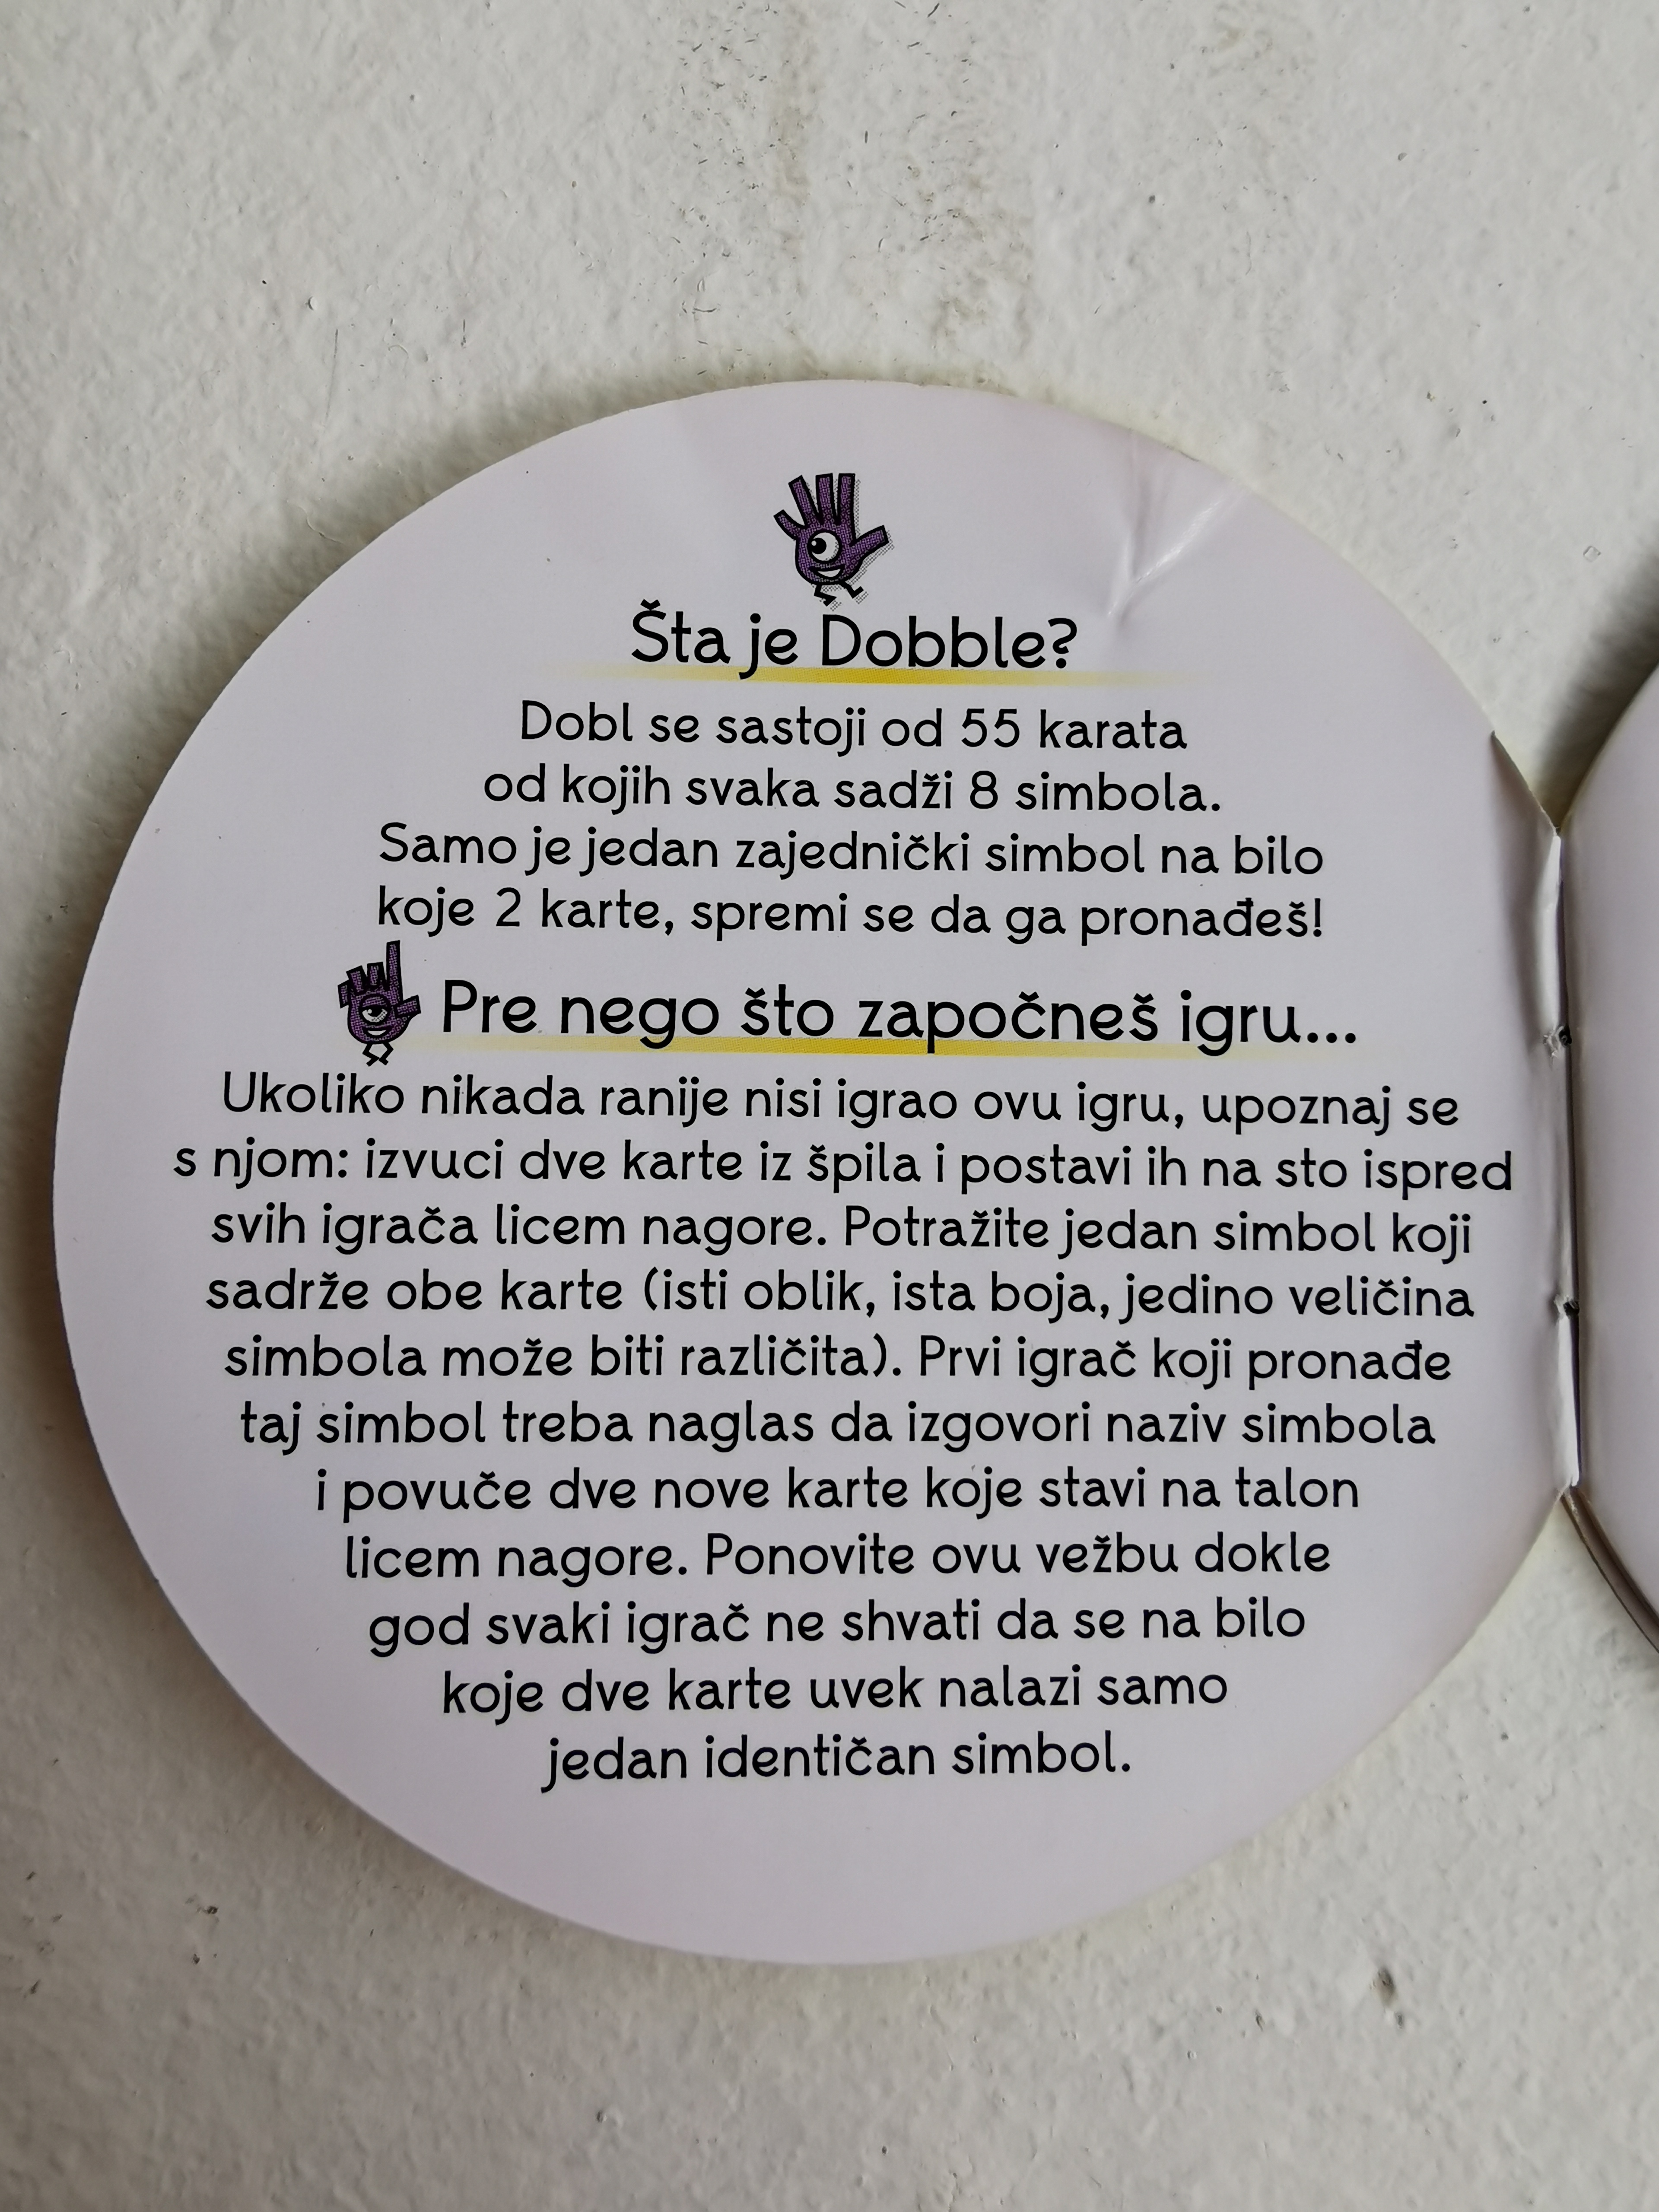 Šta je Dobble?
Dobl se sastoji od 55 karata
od kojih svaka sadži 8 simbola.
Samo je jedan zajednički simbol na bilo
koje 2 karte, spremi se da ga pronađeš!
Pre nego što započneš igru...
Ukoliko nikada ranije nisi igrao ovu igru, upoznaj se
s njom: izvuci dve karte iz špila i postavi ih na sto ispred
svih igrača licem nagore. Potražite jedan simbol koji
sadrže obe karte (isti oblik, ista boja, jedino veličina
simbola može biti različita). Prvi igrač koji pronađe
taj simbol treba naglas da izgovori naziv simbola
i povuče dve nove karte koje stavi na talon
licem nagore. Ponovite ovu vežbu dokle
god svaki igrač ne shvati da se na bilo
koje dve karte uvek nalazi samo
jedan identičan simbol.